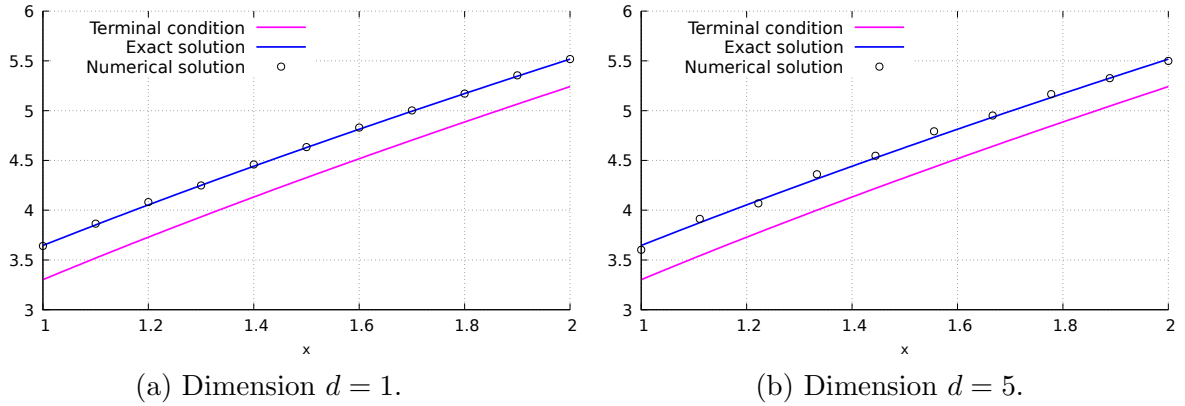 6
5.5
5
4.5
4
3.5
3
Terminal condition
Exact solution
Numerical solution
1 1.2 1.4 1.6 1.8 2
x
(a) Dimension d = 1.
6
5.5
5
4.5
4
3.5
3
Terminal condition
Exact solution
Numerical solution
1 1.2 1.4 1.6 1.8 2
x
(b) Dimension d = 5.